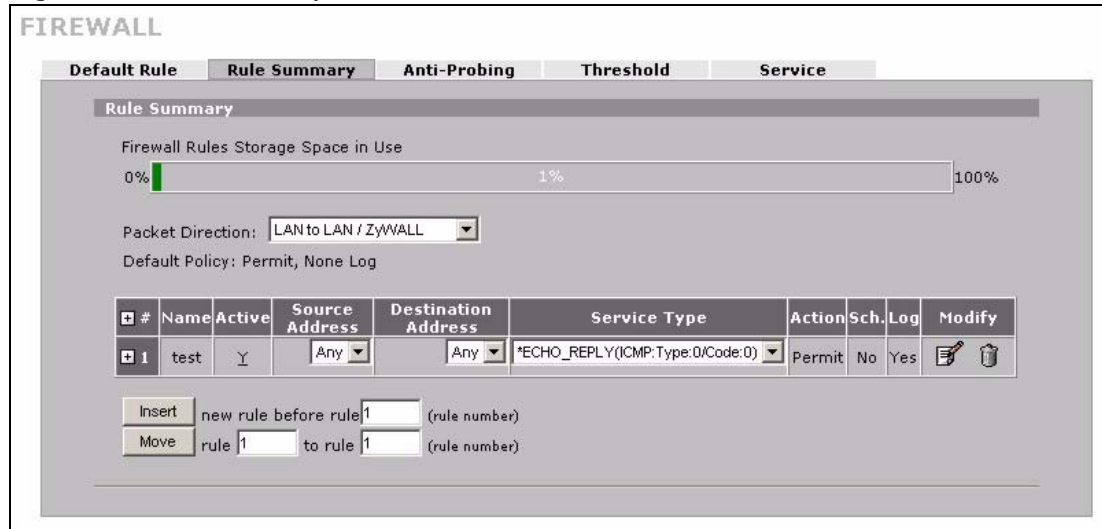 FIREWALL
Default Rule Rule Summary Anti-Probing Threshold Service
Rule Summary
Firewall Rules Storage Space in Use
0% 1% 100%
Packet Direction: LAN to LAN / ZyWALL
Default Policy: Permit, None Log
# Name Active Source Address Destination Address Service Type Action Sch. Log Modify
1 test Y Any Any *ECHO_REPLY(ICMP:Type:0/Code:0) Permit No Yes
Insert new rule before rule 1 (rule number)
Move rule 1 to rule 1 (rule number)